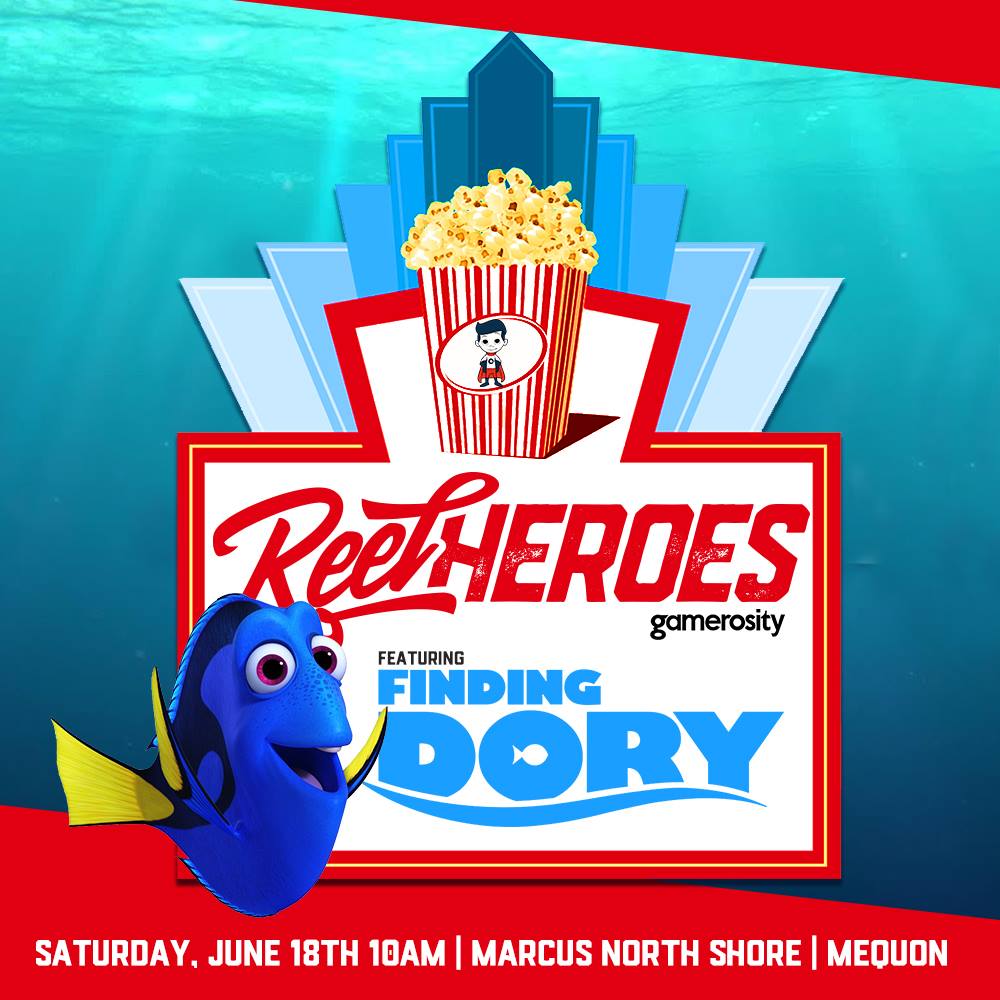 Reel HEROES
gamerosity
FEATURING
FINDING
DORY
SATURDAY, JUNE 18TH 10AM | MARCUS NORTH SHORE | MEQUON